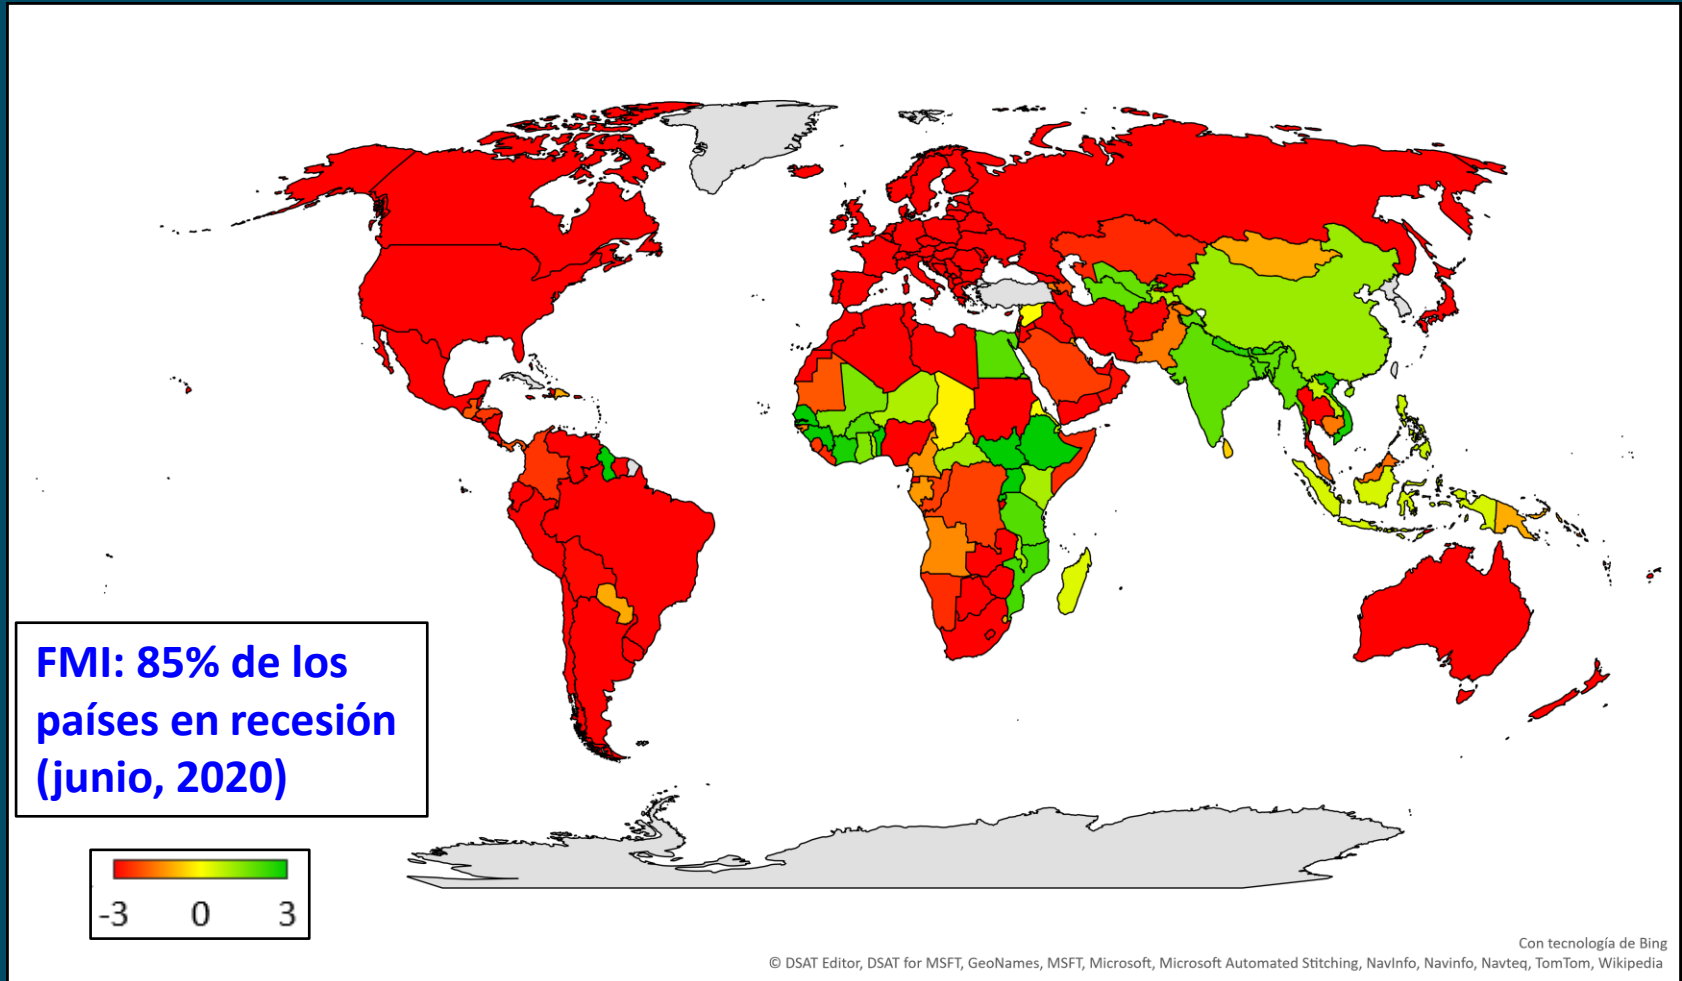 FMI: 85% de los
países en recesión
(junio, 2020)
-3 0 3
Con tecnología de Bing
© DSAT Editor, DSAT for MSFT, GeoNames, MSFT, Microsoft, Microsoft Automated Stitching, NavInfo, Navinfo, Navteq, TomTom, Wikipedia